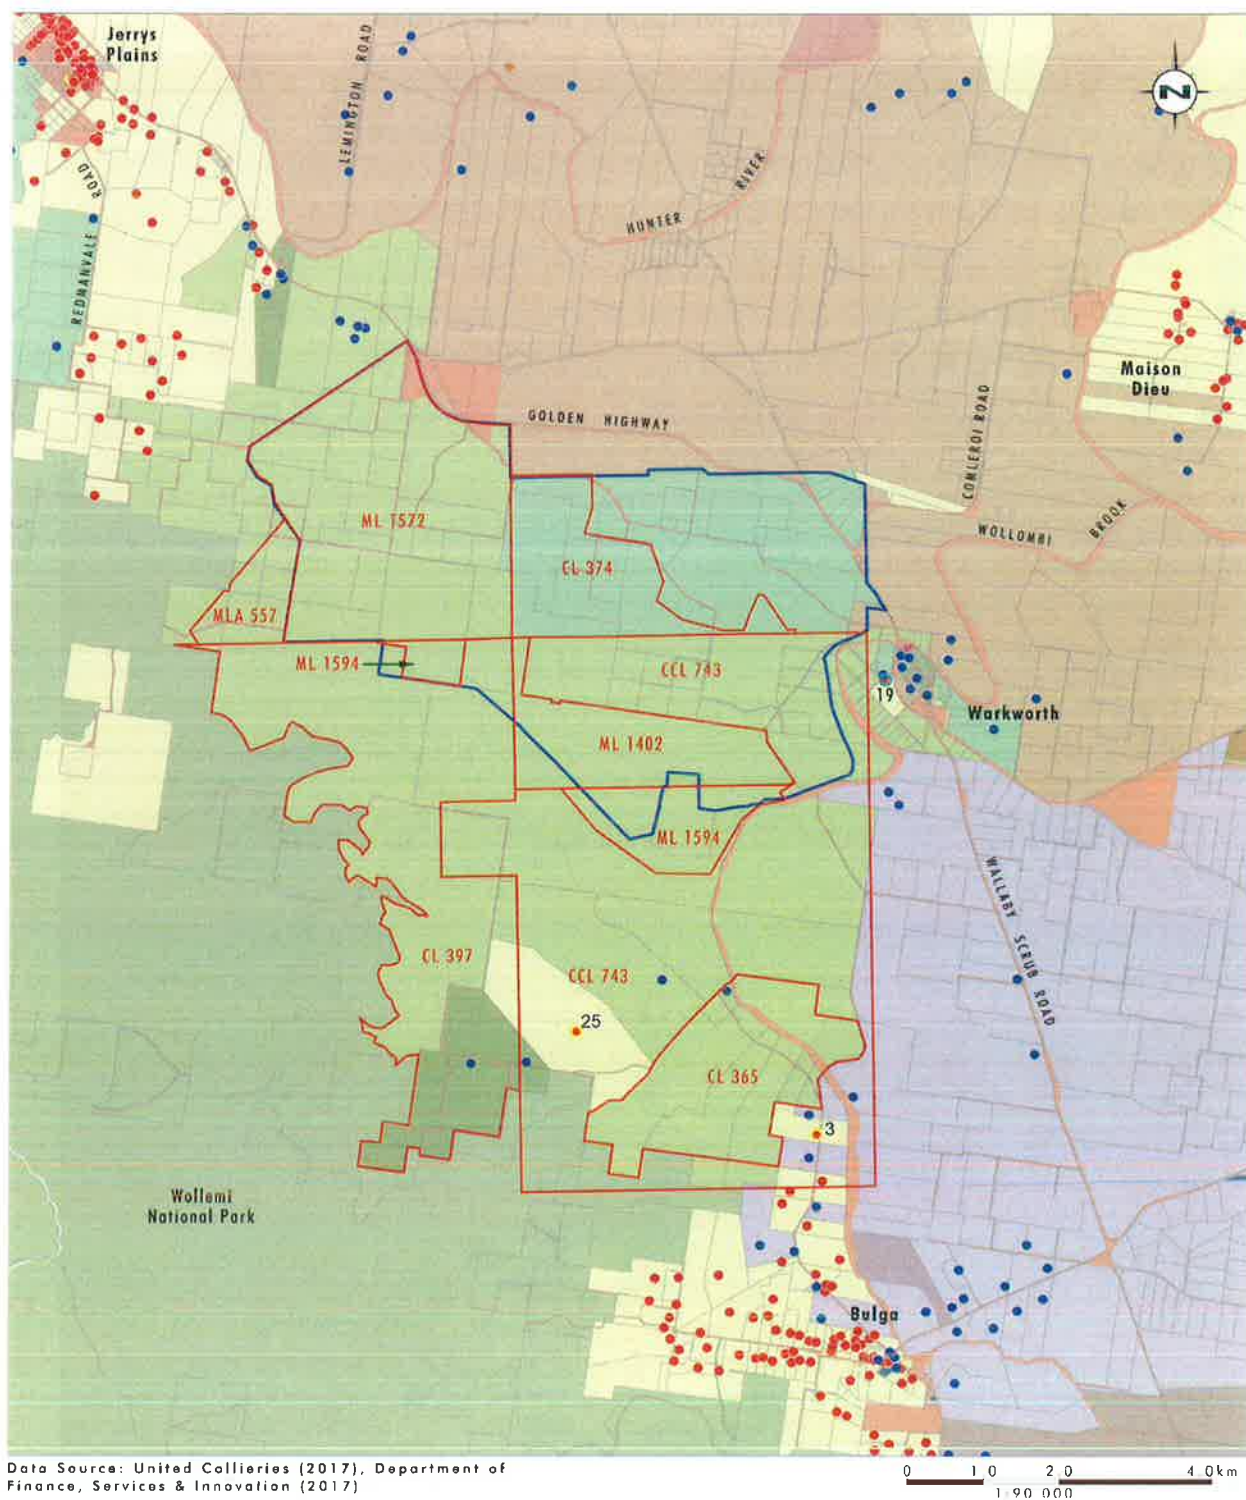 Jerrys
Plains
LEMINGTON ROAD
N
REDMANVALE ROAD
HUNTER RIVER
Maison
Dieu
GOLDEN HIGHWAY
COMLEROI ROAD
ML 1572
WOLLOMBI BROOK
CL 374
MLA 557
ML 1594
CCL 743
19
Warkworth
ML 1402
ML 1594
WALLABY SCRUB ROAD
CL 397
CCL 743
25
CL 365
3
Wollemi
National Park
Bulga
Data Source: United Collieries (2017), Department of
Finance, Services & Innovation (2017)
0 1 0 2.0 4.0km
1:90 000